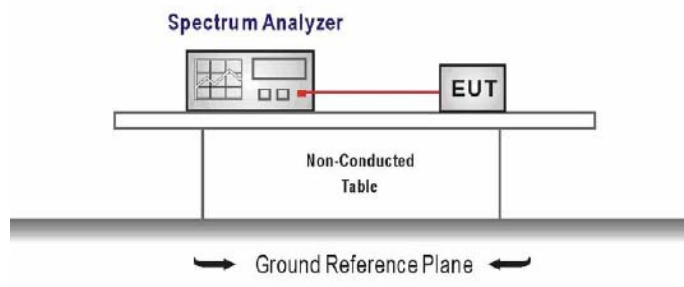 Spectrum Analyzer
EUT
Non-Conducted
Table
Ground Reference Plane